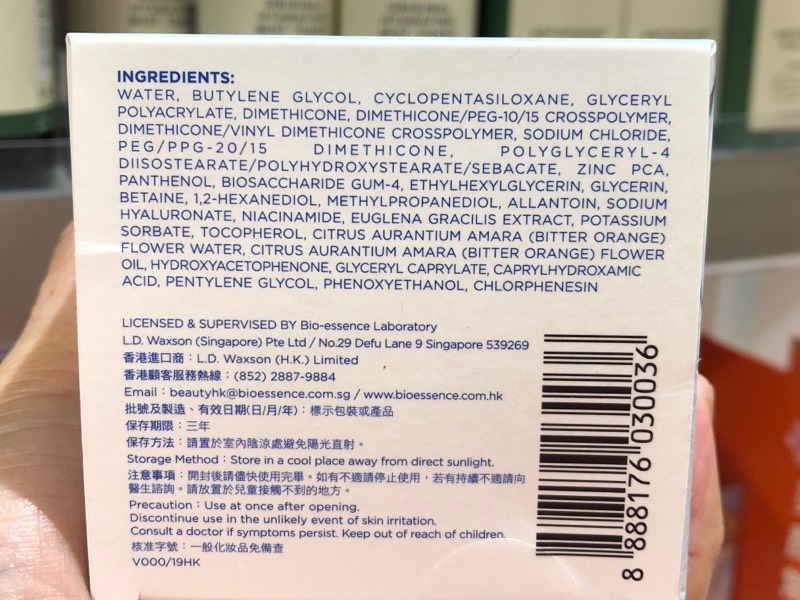 INGREDIENTS:
WATER, BUTYLENE GLYCOL, CYCLOPENTASILOXANE, GLYCERYL
POLYACRYLATE, DIMETHICONE, DIMETHICONE/PEG-10/15 CROSSPOLYMER,
DIMETHICONE/VINYL DIMETHICONE CROSSPOLYMER, SODIUM CHLORIDE,
PEG/PPG-20/15 DIMETHICONE, POLYGLYCERYL-4
DIISOSTEARATE/POLYHYDROXYSTEARATE/SEBACATE, ZINC PCA,
PANTHENOL, BIOSACCHARIDE GUM-4, ETHYLHEXYLGLYCERIN, GLYCERIN,
BETAINE, 1,2-HEXANEDIOL, METHYLPROPANEDIOL, ALLANTOIN, SODIUM
HYALURONATE, NIACINAMIDE, EUGLENA GRACILIS EXTRACT, POTASSIUM
SORBATE, TOCOPHEROL, CITRUS AURANTIUM AMARA (BITTER ORANGE)
FLOWER WATER, CITRUS AURANTIUM AMARA (BITTER ORANGE) FLOWER
OIL, HYDROXYACETOPHENONE, GLYCERYL CAPRYLATE, CAPRYLHYDROXAMIC
ACID, PENTYLENE GLYCOL, PHENOXYETHANOL, CHLORPHENESIN
LICENSED & SUPERVISED BY Bio-essence Laboratory
L.D. Waxson (Singapore) Pte Ltd / No.29 Defu Lane 9 Singapore 539269
香港進口商：L.D. Waxson (H.K.) Limited
香港顧客服務熱線：(852) 2887-9884
Email：beautyhk@bioessence.com.sg / www.bioessence.com.hk
批號及製造、有效日期(日/月/年)：標示包裝或產品
保存期限：三年
保存方法：請置於室內陰涼處避免陽光直射。
Storage Method：Store in a cool place away from direct sunlight.
注意事項：開封後請儘快使用完畢。如有不適請停止使用，若有持續不適請向
醫生諮詢。請放置於兒童接觸不到的地方。
Precaution：Use at once after opening.
Discontinue use in the unlikely event of skin irritation.
Consult a doctor if symptoms persist. Keep out of reach of children.
核准字號：一般化妝品免備查
V000/19HK
8 888176 030036